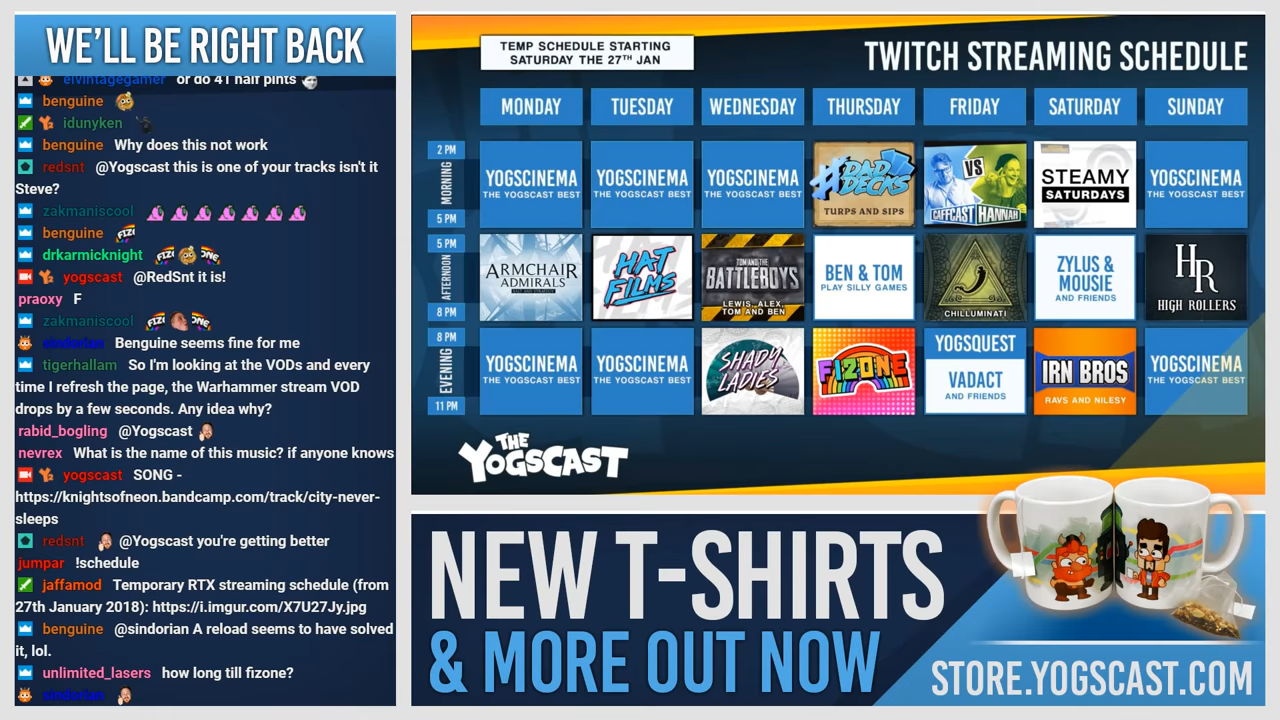 WE'LL BE RIGHT BACK
elvintagegamer or do 41 half pints
benguine
idunyken
benguine Why does this not work
redsnt @Yogscast this is one of your tracks isn't it
Steve?
zakmaniscool
benguine FIZI
drkarmicknight FIZI ONE
yogscast @RedSnt it is!
praoxy F
zakmaniscool FIZI ONE
sindorian Benguine seems fine for me
tigerhallam So I'm looking at the VODs and every
time I refresh the page, the Warhammer stream VOD
drops by a few seconds. Any idea why?
rabid_bogling @Yogscast
nevrex What is the name of this music? if anyone knows
yogscast SONG -
https://knightsofneon.bandcamp.com/track/city-never-
sleeps
redsnt @Yogscast you're getting better
jumpar !schedule
jaffamod Temporary RTX streaming schedule (from
27th January 2018): https://i.imgur.com/X7U27Jy.jpg
benguine @sindorian A reload seems to have solved
it, lol.
unlimited_lasers how long till fizone?
sindorian
TEMP SCHEDULE STARTING
SATURDAY THE 27TH JAN
TWITCH STREAMING SCHEDULE
MONDAY TUESDAY WEDNESDAY THURSDAY FRIDAY SATURDAY SUNDAY
2 PM
MORNING
5 PM
YOGSCINEMA
THE YOGSCAST BEST
YOGSCINEMA
THE YOGSCAST BEST
YOGSCINEMA
THE YOGSCAST BEST
#DAD
DECKS
TURPS AND SIPS
VS
CAFFCAST HANNAH
STEAMY
SATURDAYS
YOGSCINEMA
THE YOGSCAST BEST
5 PM
AFTERNOON
8 PM
ARMCHAIR
ADMIRALS
HAT
FILMS
TOM AND THE
BATTLEBOYS
LEWIS, ALEX,
TOM AND BEN
BEN & TOM
PLAY SILLY GAMES
CHILLUMINATI
ZYLUS &
MOUSIE
AND FRIENDS
HR
HIGH ROLLERS
8 PM
EVENING
11 PM
YOGSCINEMA
THE YOGSCAST BEST
YOGSCINEMA
THE YOGSCAST BEST
SHADY
LADIES
FIZONE
YOGSQUEST
VADACT
AND FRIENDS
IRN BROS
RAVS AND NILESY
YOGSCINEMA
THE YOGSCAST BEST
THE
YOGSCAST
NEW T-SHIRTS
& MORE OUT NOW
STORE.YOGSCAST.COM